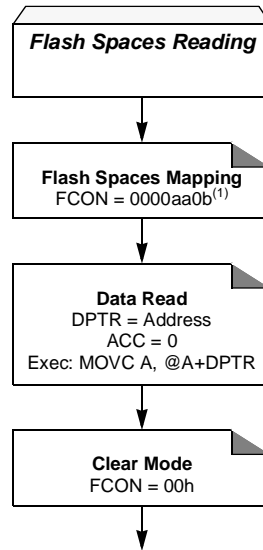 Flash Spaces Reading
Flash Spaces Mapping
FCON = 0000aa0b(1)
Data Read
DPTR = Address
ACC = 0
Exec: MOVC A, @A+DPTR
Clear Mode
FCON = 00h